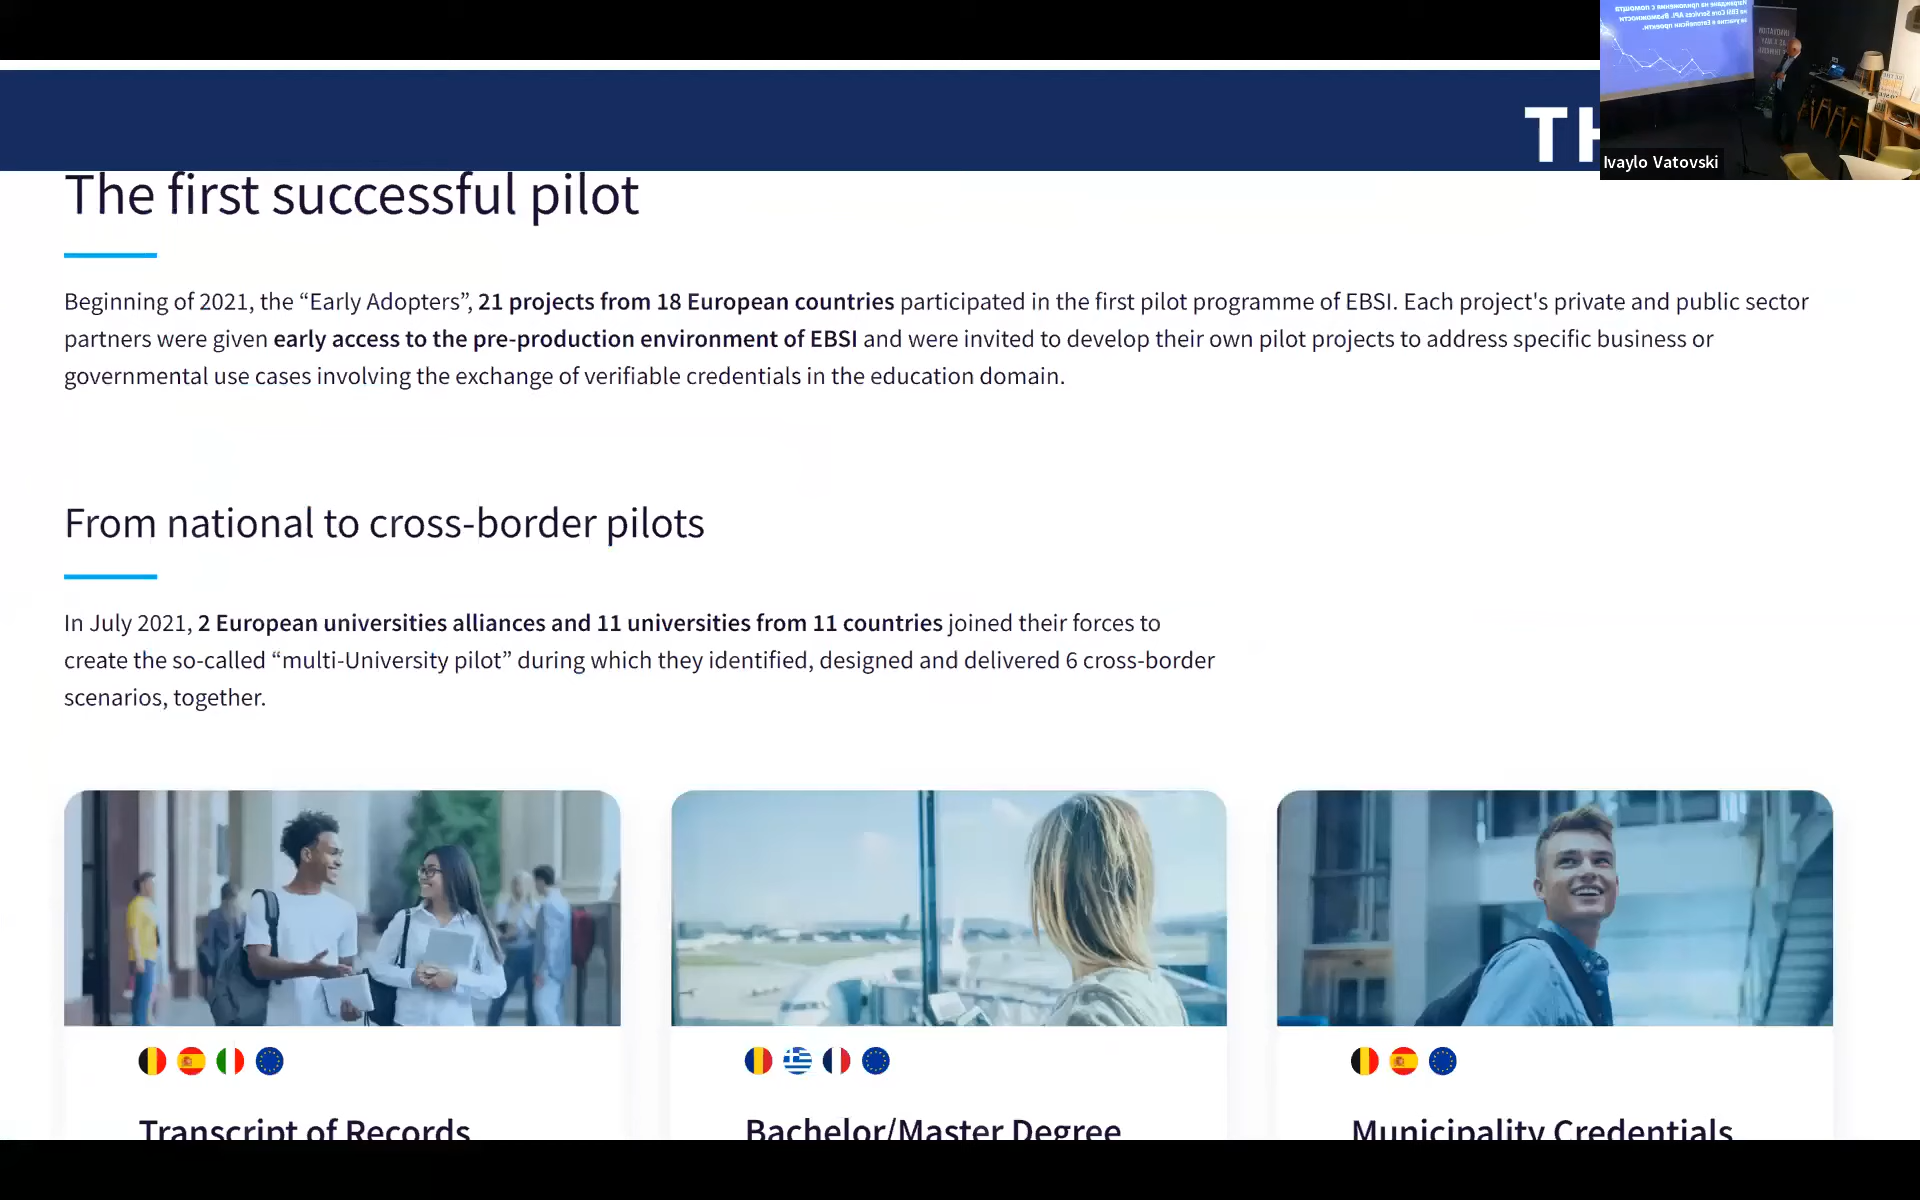 TH
Ivaylo Vatovski
The first successful pilot
Beginning of 2021, the “Early Adopters”, 21 projects from 18 European countries participated in the first pilot programme of EBSI. Each project's private and public sector
partners were given early access to the pre-production environment of EBSI and were invited to develop their own pilot projects to address specific business or
governmental use cases involving the exchange of verifiable credentials in the education domain.
From national to cross-border pilots
In July 2021, 2 European universities alliances and 11 universities from 11 countries joined their forces to
create the so-called “multi-University pilot” during which they identified, designed and delivered 6 cross-border
scenarios, together.
Transcript of Records
Bachelor/Master Degree
Municipality Credentials